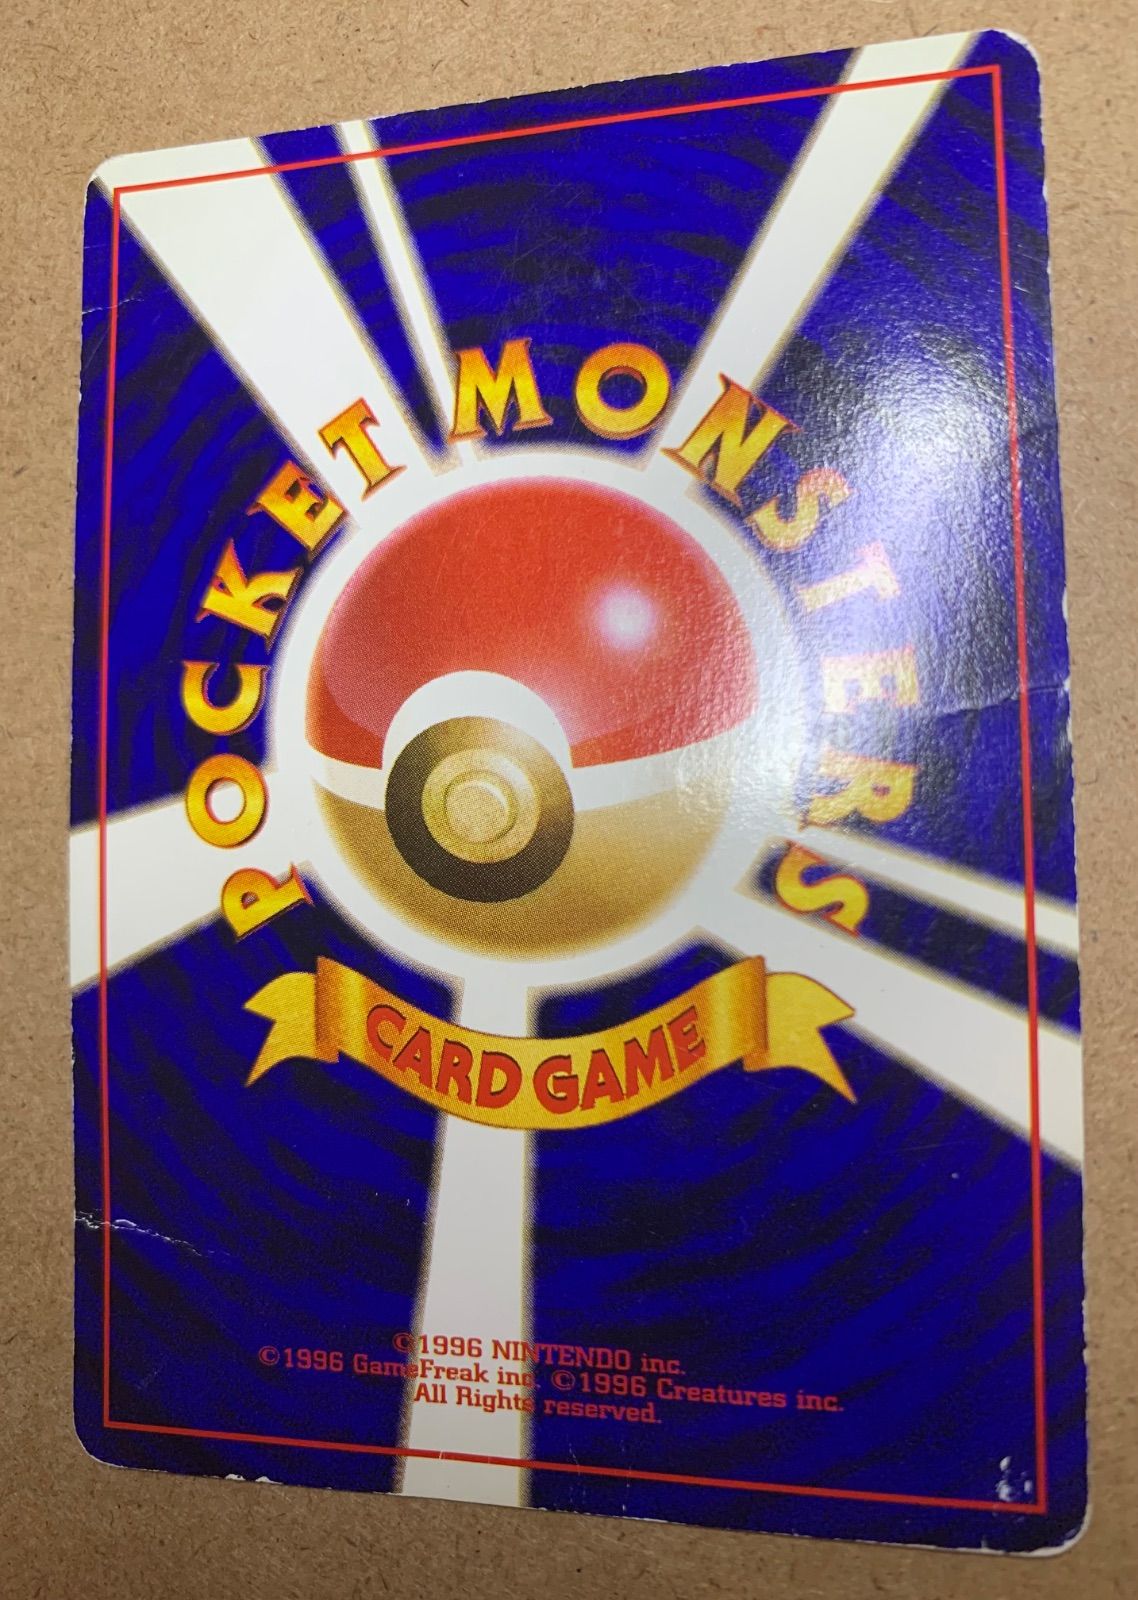 POCKET MONSTERS
CARD GAME
©1996 NINTENDO inc.
©1996 GameFreak inc. ©1996 Creatures inc.
All Rights reserved.